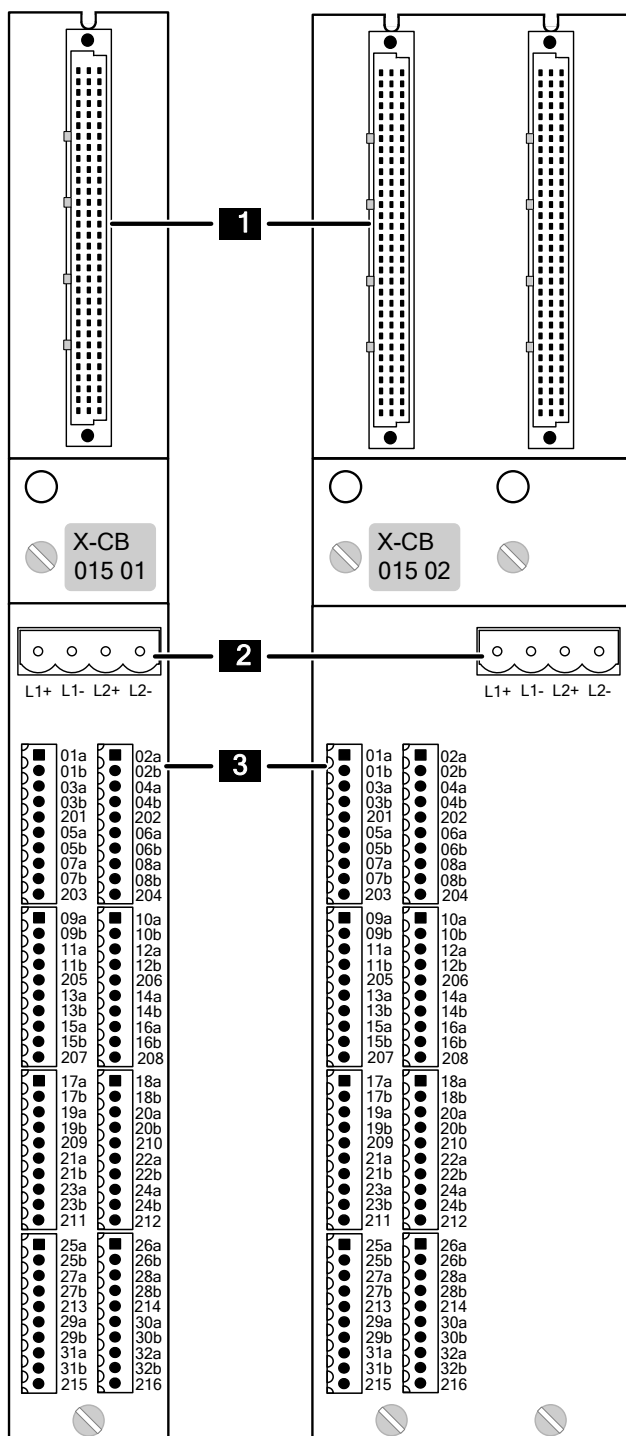 1
X-CB
015 01
X-CB
015 02
2
L1+ L1- L2+ L2-
L1+ L1- L2+ L2-
3
01a 02a
01b 02b
03a 04a
03b 04b
201 202
05a 06a
05b 06b
07a 08a
07b 08b
203 204
09a 10a
09b 10b
11a 12a
11b 12b
205 206
13a 14a
13b 14b
15a 16a
15b 16b
207 208
17a 18a
17b 18b
19a 20a
19b 20b
209 210
21a 22a
21b 22b
23a 24a
23b 24b
211 212
25a 26a
25b 26b
27a 28a
27b 28b
213 214
29a 30a
29b 30b
31a 32a
31b 32b
215 216
01a 02a
01b 02b
03a 04a
03b 04b
201 202
05a 06a
05b 06b
07a 08a
07b 08b
203 204
09a 10a
09b 10b
11a 12a
11b 12b
205 206
13a 14a
13b 14b
15a 16a
15b 16b
207 208
17a 18a
17b 18b
19a 20a
19b 20b
209 210
21a 22a
21b 22b
23a 24a
23b 24b
211 212
25a 26a
25b 26b
27a 28a
27b 28b
213 214
29a 30a
29b 30b
31a 32a
31b 32b
215 216